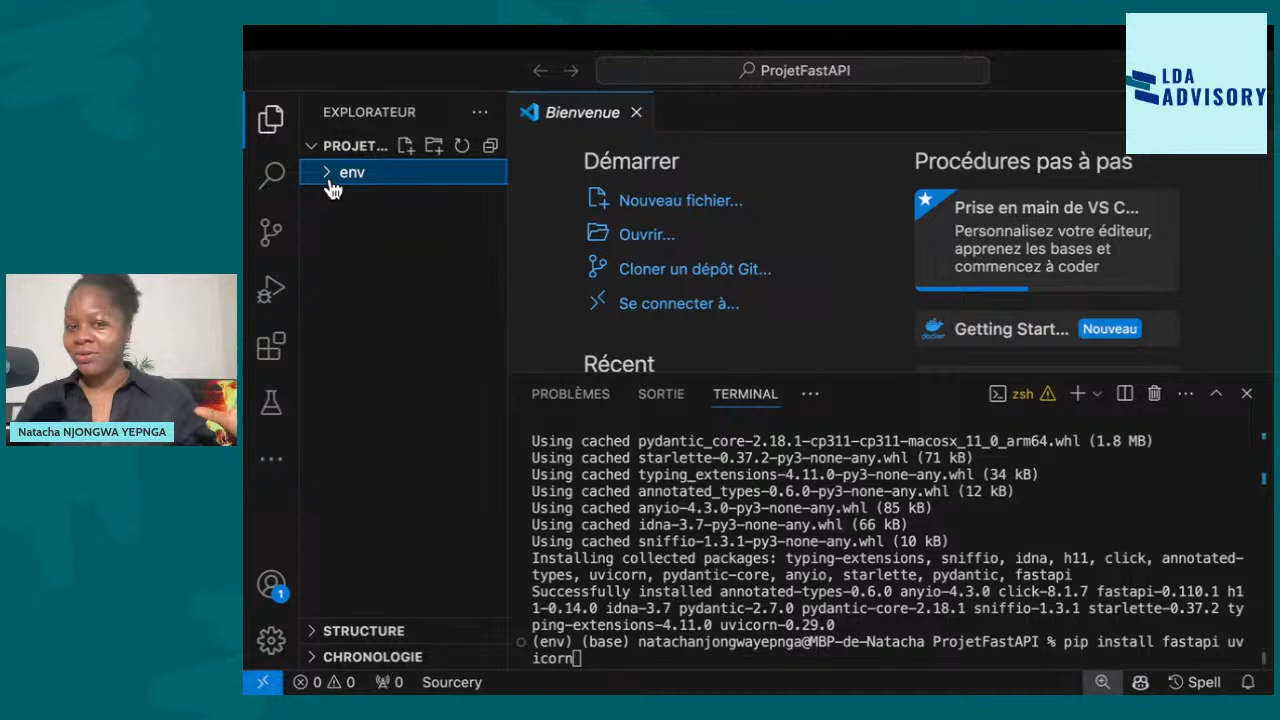 LDA
ADVISORY
ProjetFastAPI
EXPLORATEUR
PROJET...
env
Bienvenue
Démarrer
Nouveau fichier...
Ouvrir...
Cloner un dépôt Git...
Se connecter à...
Récent
Procédures pas à pas
Prise en main de VS C...
Personnalisez votre éditeur,
apprenez les bases et
commencez à coder
Getting Start... Nouveau
Natacha NJONGWA YEPNGA
PROBLÈMES SORTIE TERMINAL
zsh
Using cached pydantic_core-2.18.1-cp311-cp311-macosx_11_0_arm64.whl (1.8 MB)
Using cached starlette-0.37.2-py3-none-any.whl (71 kB)
Using cached typing_extensions-4.11.0-py3-none-any.whl (34 kB)
Using cached annotated_types-0.6.0-py3-none-any.whl (12 kB)
Using cached anyio-4.3.0-py3-none-any.whl (85 kB)
Using cached idna-3.7-py3-none-any.whl (66 kB)
Using cached sniffio-1.3.1-py3-none-any.whl (10 kB)
Installing collected packages: typing-extensions, sniffio, idna, h11, click, annotated-
types, uvicorn, pydantic-core, anyio, starlette, pydantic, fastapi
Successfully installed annotated-types-0.6.0 anyio-4.3.0 click-8.1.7 fastapi-0.110.1 h1
1-0.14.0 idna-3.7 pydantic-2.7.0 pydantic-core-2.18.1 sniffio-1.3.1 starlette-0.37.2 ty
ping-extensions-4.11.0 uvicorn-0.29.0
(env) (base) natachanjongwayepnga@MBP-de-Natacha ProjetFastAPI % pip install fastapi uv
icorn
1
STRUCTURE
CHRONOLOGIE
0 0 0 Sourcery
Spell